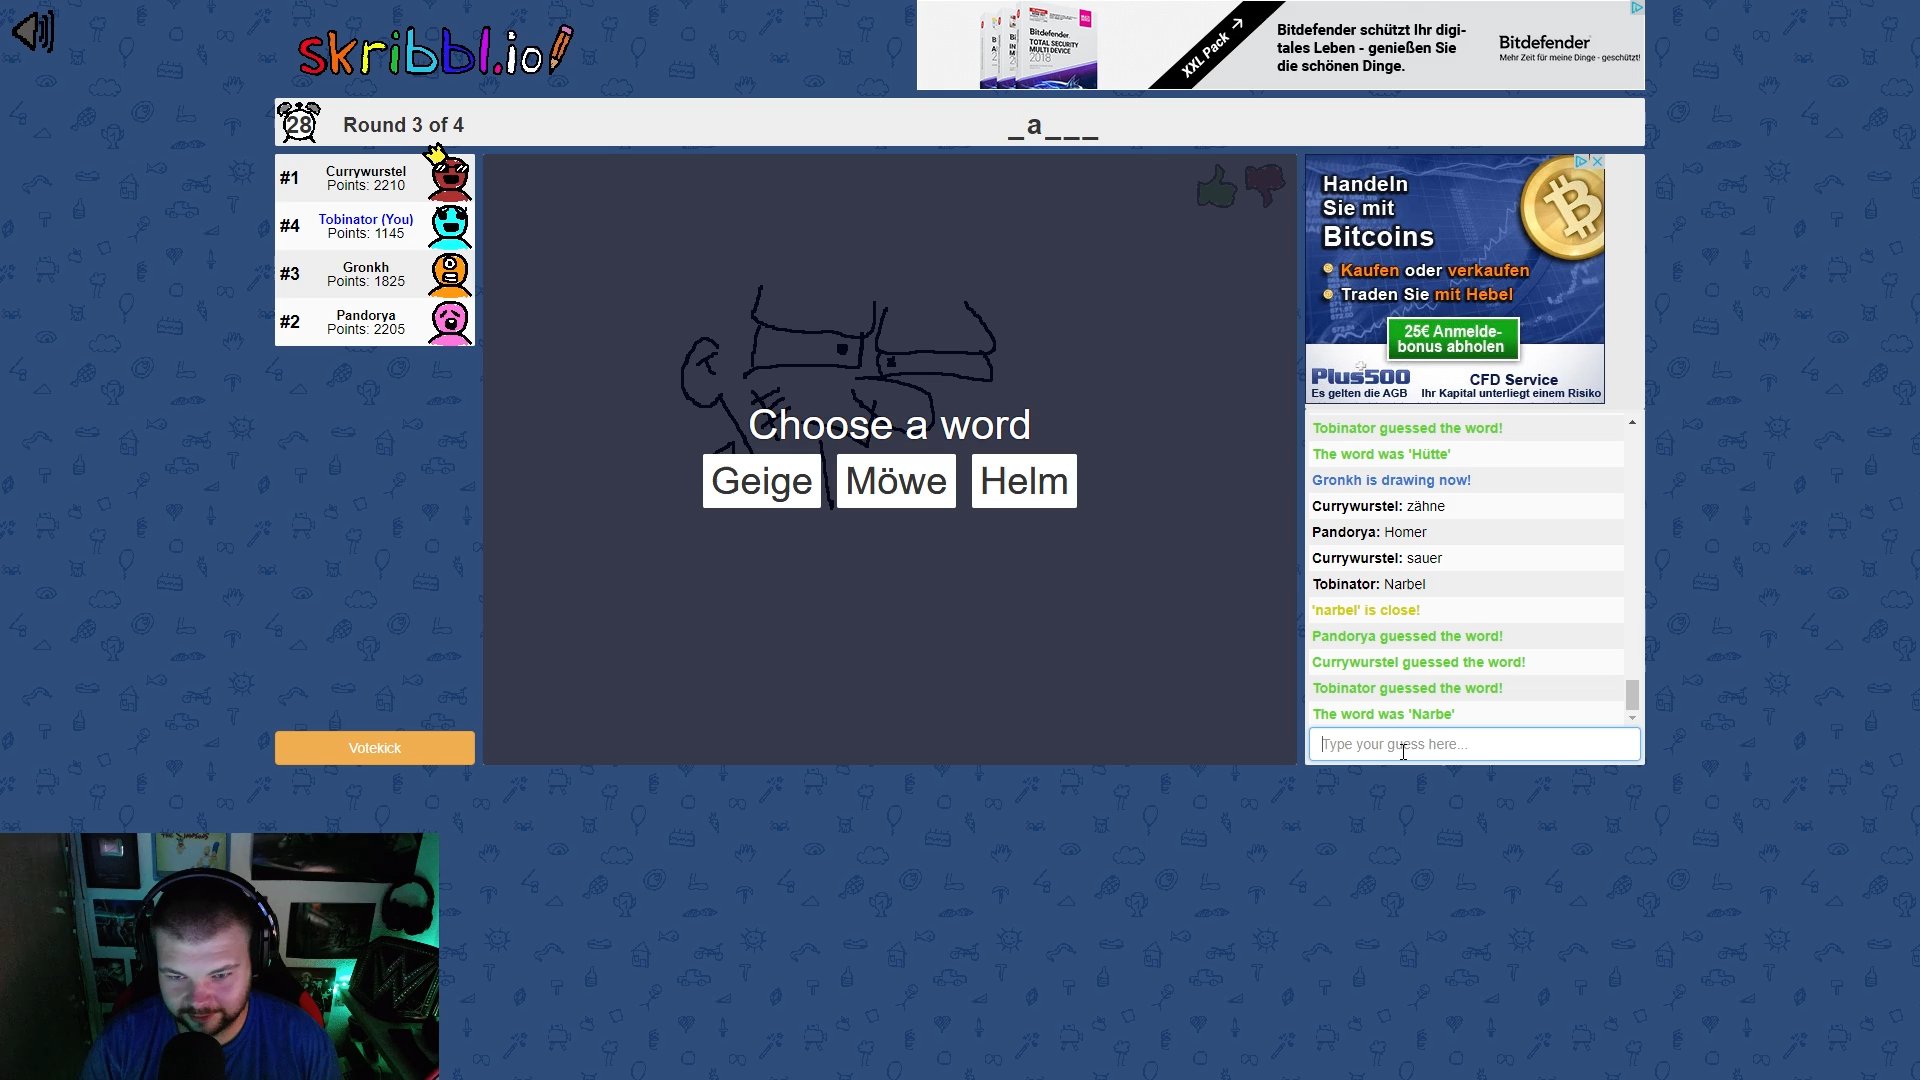 skribbl.io
Bitdefender
TOTAL SECURITY
MULTI DEVICE
2018
XXL Pack
Bitdefender schützt Ihr digi-
tales Leben - genießen Sie
die schönen Dinge.
Bitdefender
Mehr Zeit für meine Dinge - geschützt!
28
Round 3 of 4
_a___
#1
Currywurstel
Points: 2210
#4
Tobinator (You)
Points: 1145
#3
Gronkh
Points: 1825
#2
Pandorya
Points: 2205
Votekick
Choose a word
Geige
Möwe
Helm
Handeln
Sie mit
Bitcoins
Kaufen oder verkaufen
Traden Sie mit Hebel
25€ Anmelde-
bonus abholen
Plus500
CFD Service
Es gelten die AGB
Ihr Kapital unterliegt einem Risiko
Tobinator guessed the word!
The word was 'Hütte'
Gronkh is drawing now!
Currywurstel: zähne
Pandorya: Homer
Currywurstel: sauer
Tobinator: Narbel
'narbel' is close!
Pandorya guessed the word!
Currywurstel guessed the word!
Tobinator guessed the word!
The word was 'Narbe'
Type your guess here...